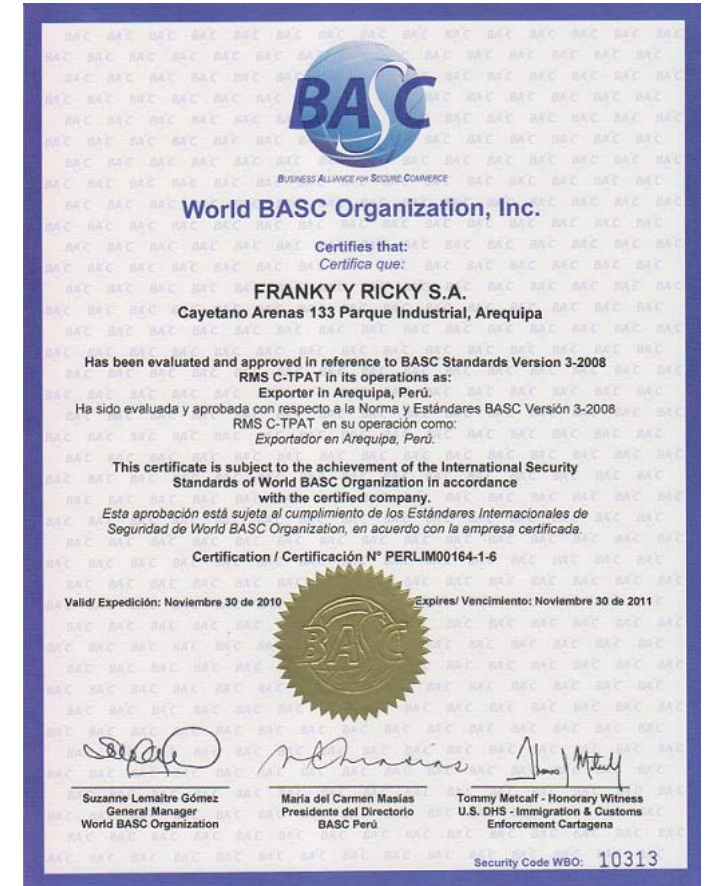 BASC
BUSINESS ALLIANCE FOR SECURE COMMERCE
World BASC Organization, Inc.
Certifies that:
Certifica que:
FRANKY Y RICKY S.A.
Cayetano Arenas 133 Parque Industrial, Arequipa
Has been evaluated and approved in reference to BASC Standards Version 3-2008
RMS C-TPAT in its operations as:
Exporter in Arequipa, Perú.
Ha sido evaluada y aprobada con respecto a la Norma y Estándares BASC Versión 3-2008
RMS C-TPAT en su operación como:
Exportador en Arequipa, Perú.
This certificate is subject to the achievement of the International Security
Standards of World BASC Organization in accordance
with the certified company.
Esta aprobación está sujeta al cumplimiento de los Estándares Internacionales de
Seguridad de World BASC Organization, en acuerdo con la empresa certificada.
Certification / Certificación N° PERLIM00164-1-6
Valid/ Expedición: Noviembre 30 de 2010 Expires/ Vencimiento: Noviembre 30 de 2011
BASC
Suzanne Lemaitre Gómez
General Manager
World BASC Organization
María del Carmen Masías
Presidente del Directorio
BASC Perú
Tommy Metcalf - Honorary Witness
U.S. DHS - Immigration & Customs
Enforcement Cartagena
Security Code WBO: 10313